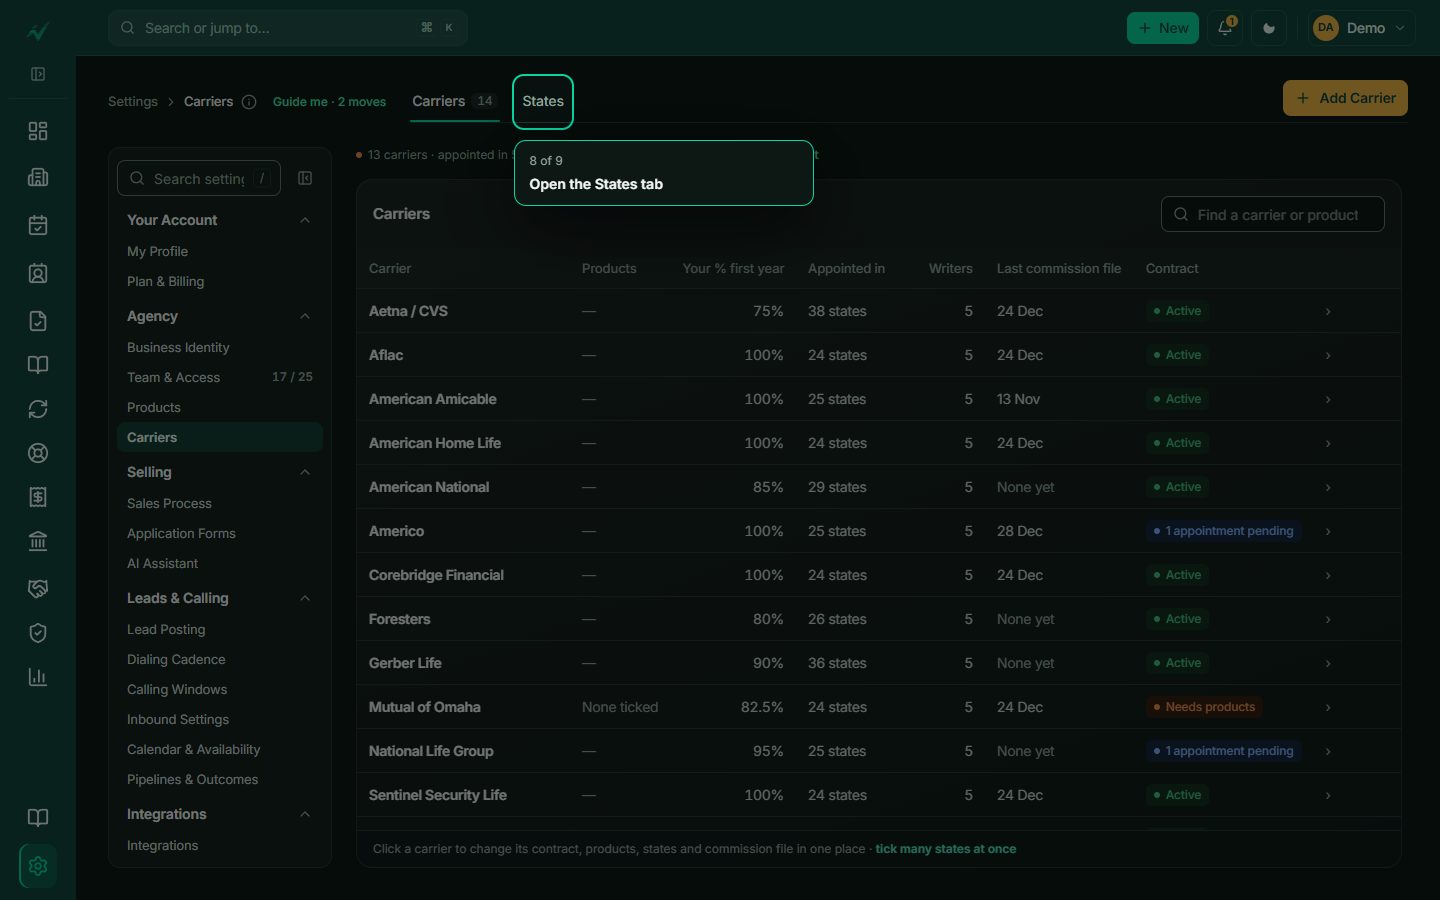 Search or jump to...
⌘ K
+ New
1
DA
Demo
Settings > Carriers
Guide me · 2 moves
Carriers 14
States
+ Add Carrier
13 carriers · appointed in
8 of 9
Open the States tab
Search setting
/
Your Account
My Profile
Plan & Billing
Agency
Business Identity
Team & Access 17 / 25
Products
Carriers
Selling
Sales Process
Application Forms
AI Assistant
Leads & Calling
Lead Posting
Dialing Cadence
Calling Windows
Inbound Settings
Calendar & Availability
Pipelines & Outcomes
Integrations
Integrations
Carriers
Find a carrier or product
Carrier Products Your % first year Appointed in Writers Last commission file Contract
Aetna / CVS — 75% 38 states 5 24 Dec Active
Aflac — 100% 24 states 5 24 Dec Active
American Amicable — 100% 25 states 5 13 Nov Active
American Home Life — 100% 24 states 5 24 Dec Active
American National — 85% 29 states 5 None yet Active
Americo — 100% 25 states 5 28 Dec 1 appointment pending
Corebridge Financial — 100% 24 states 5 24 Dec Active
Foresters — 80% 26 states 5 None yet Active
Gerber Life — 90% 36 states 5 None yet Active
Mutual of Omaha None ticked 82.5% 24 states 5 24 Dec Needs products
National Life Group — 95% 25 states 5 None yet 1 appointment pending
Sentinel Security Life — 100% 24 states 5 24 Dec Active
Click a carrier to change its contract, products, states and commission file in one place · tick many states at once